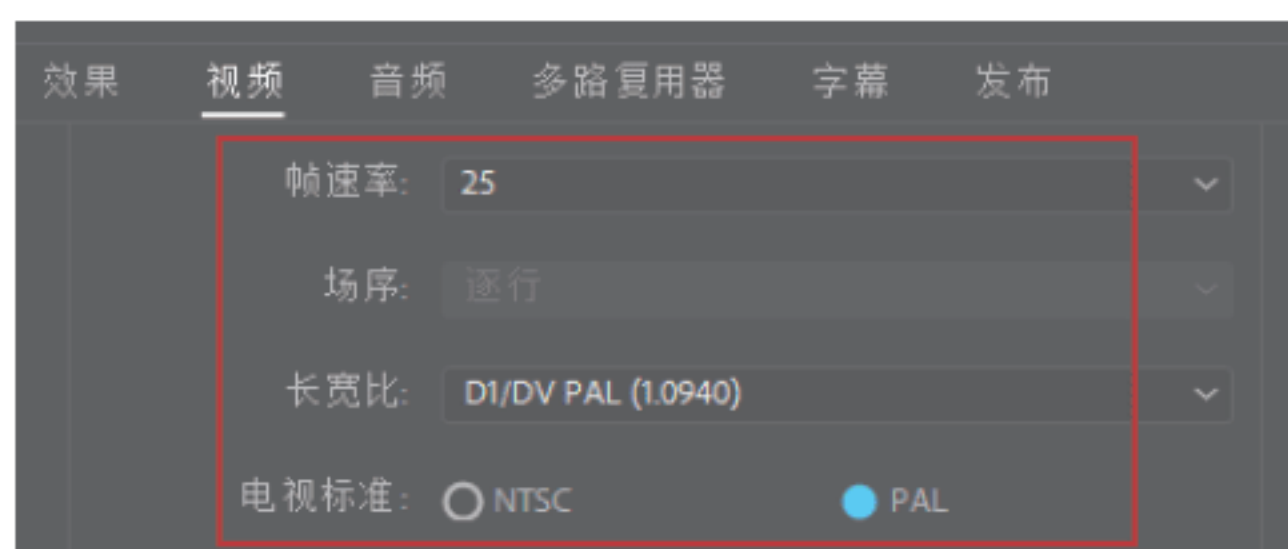 效果 视频 音频 多路复用器 字幕 发布
帧速率: 25
场序: 逐行
长宽比: D1/DV PAL (1.0940)
电视标准: NTSC PAL